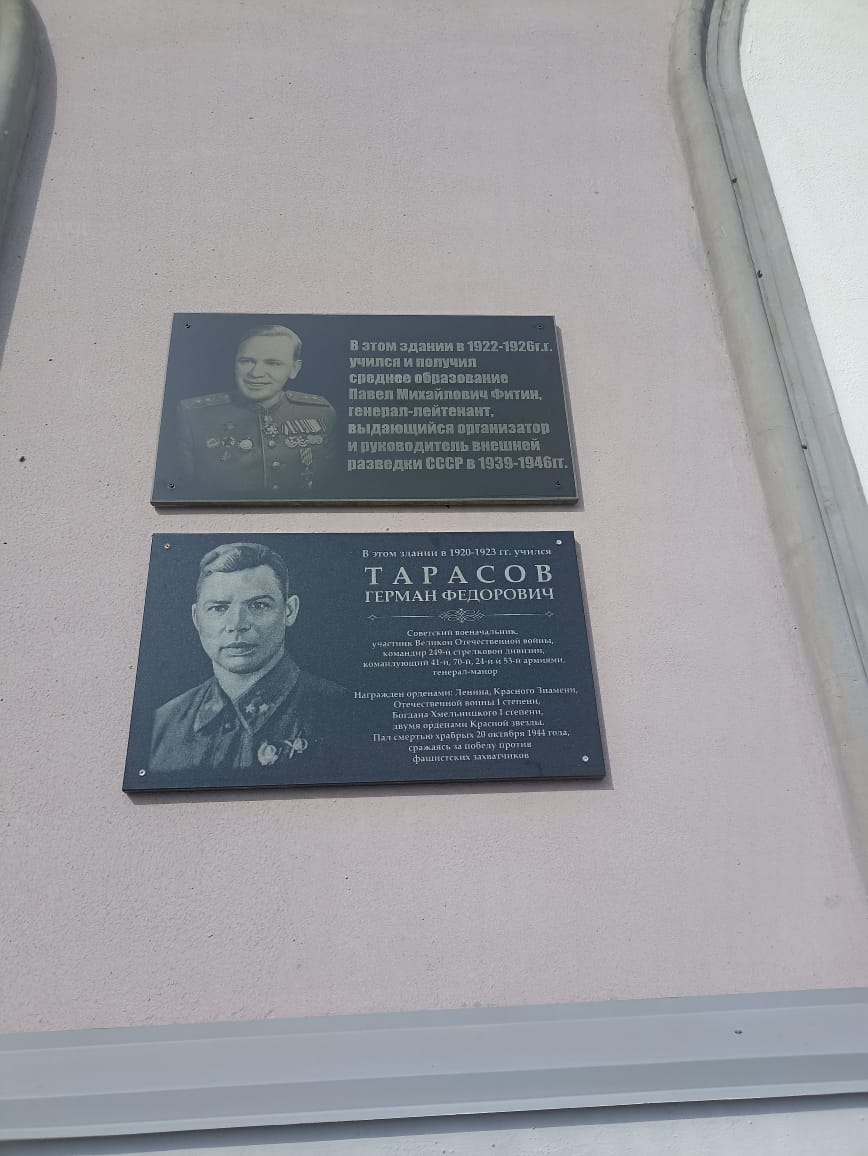 В этом здании в 1922-1926г.г.
учился и получил
среднее образование
Павел Михайлович Фитин,
генерал-лейтенант,
выдающийся организатор
и руководитель внешней
разведки СССР в 1939-1946гг.
В этом здании в 1920-1923 гг. учился
ТАРАСОВ
ГЕРМАН ФЕДОРОВИЧ
Советский военачальник,
участник Великой Отечественной войны,
командир 249-й стрелковой дивизии,
командующий 41-й, 70-й, 24-й и 53-й армиями,
генерал-майор
Награжден орденами: Ленина, Красного Знамени,
Отечественной войны I степени,
Богдана Хмельницкого I степени,
двумя орденами Красной звезды.
Пал смертью храбрых 20 октября 1944 года,
сражаясь за победу против
фашистских захватчиков